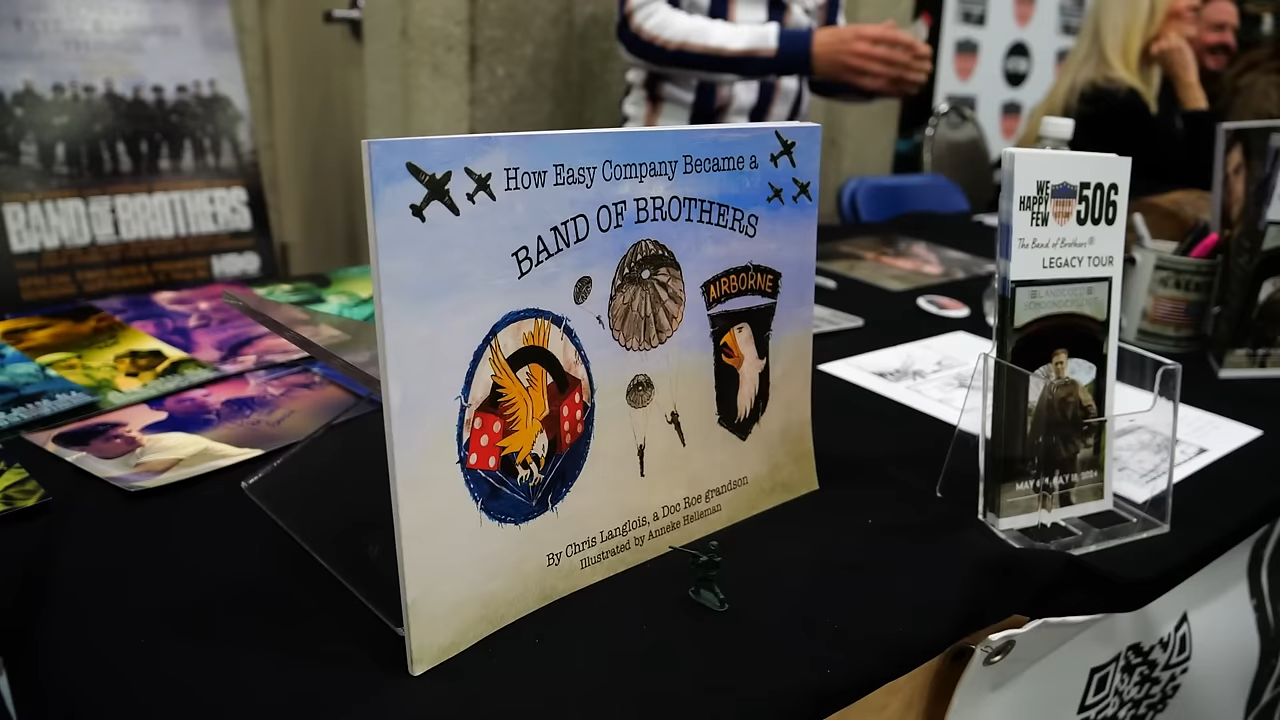 BAND OF BROTHERS
HBO
How Easy Company Became a
BAND OF BROTHERS
AIRBORNE
By Chris Langlois, a Doc Roe grandson
Illustrated by Anneke Helleman
WE
HAPPY
FEW
506
The Band of Brothers®
LEGACY TOUR